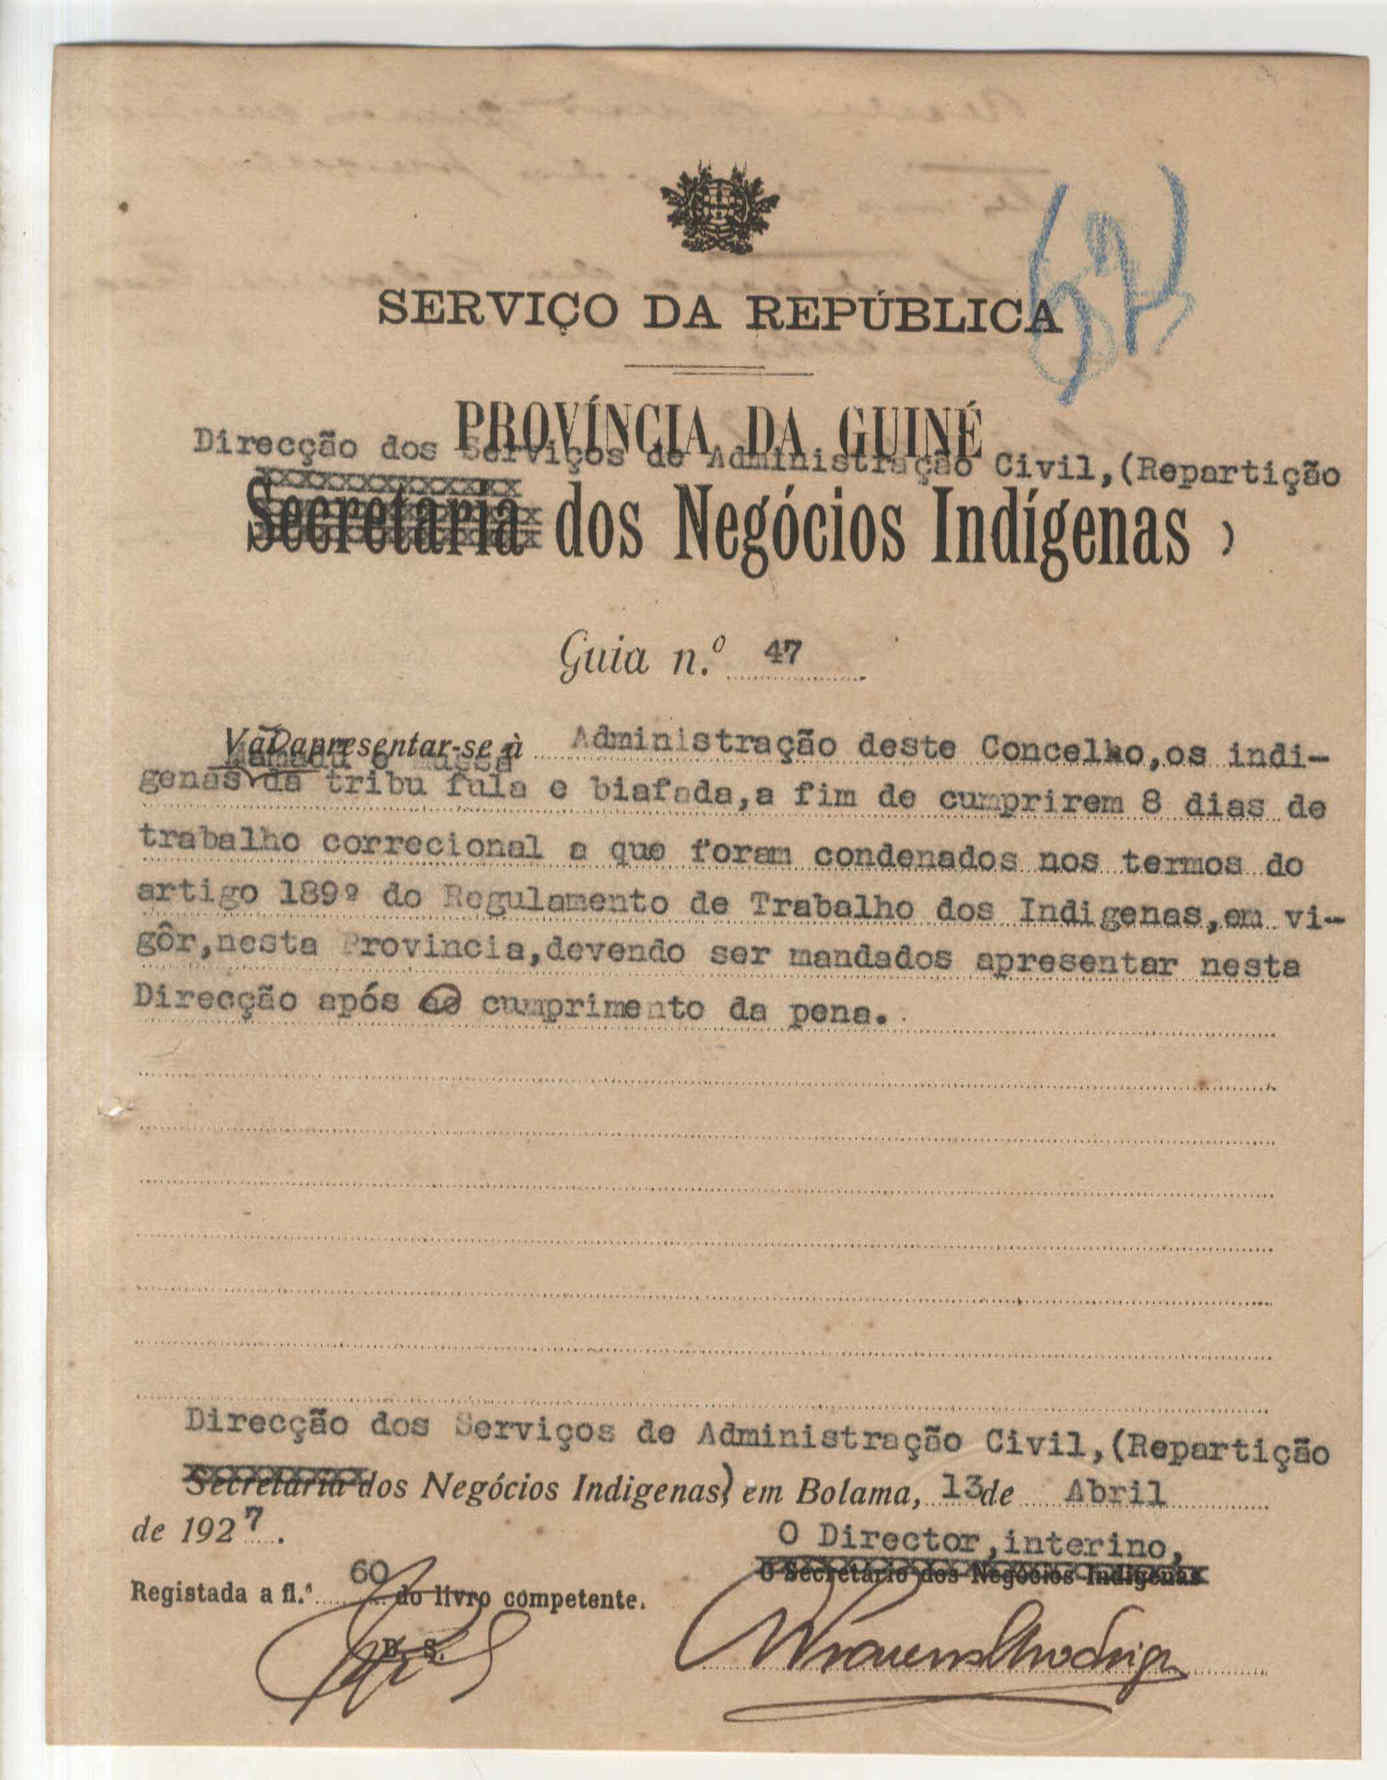 SERVIÇO DA REPÚBLICA
PROVÍNCIA DA GUINÉ
Direcção dos Serviços de Administração Civil,(Repartição
Secretaria dos Negócios Indígenas )
Guia n.º 47
Vão apresentar-se à Administração deste Concelho,os indi-
Mamadú e Mussá
genas da tribu fula e biafada,a fim de cumprirem 8 dias de
trabalho correcional a que foram condenados nos termos do
artigo 189º do Regulamento de Trabalho dos Indigenas,em vi-
gôr,nesta Provincia,devendo ser mandados apresentar nesta
Direcção após o cumprimento da pena.
Direcção dos Serviços de Administração Civil,(Repartição
Secretaria dos Negócios Indigenas) em Bolama, 13 de Abril
de 1927.
O Director,interino,
O Secretário dos Negócios Indigenas
Registada a fl.ª 60 do livro competente.
D. S.